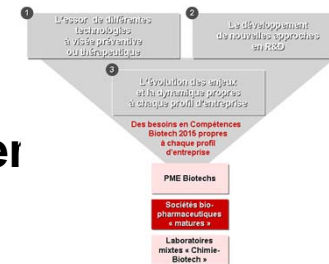 1
L'essor de différentes
technologies
à visée préventive
ou thérapeutique
2
Le développement
de nouvelles approches
en R&D
3
L'évolution des enjeux
et la dynamique propres
à chaque profil d'entreprise
Des besoins en Compétences
Biotech 2015 propres
à chaque profil
d'entreprise
er
PME Biotechs
Sociétés bio-
pharmaceutiques
« matures »
Laboratoires
mixtes « Chimie-
Biotech »